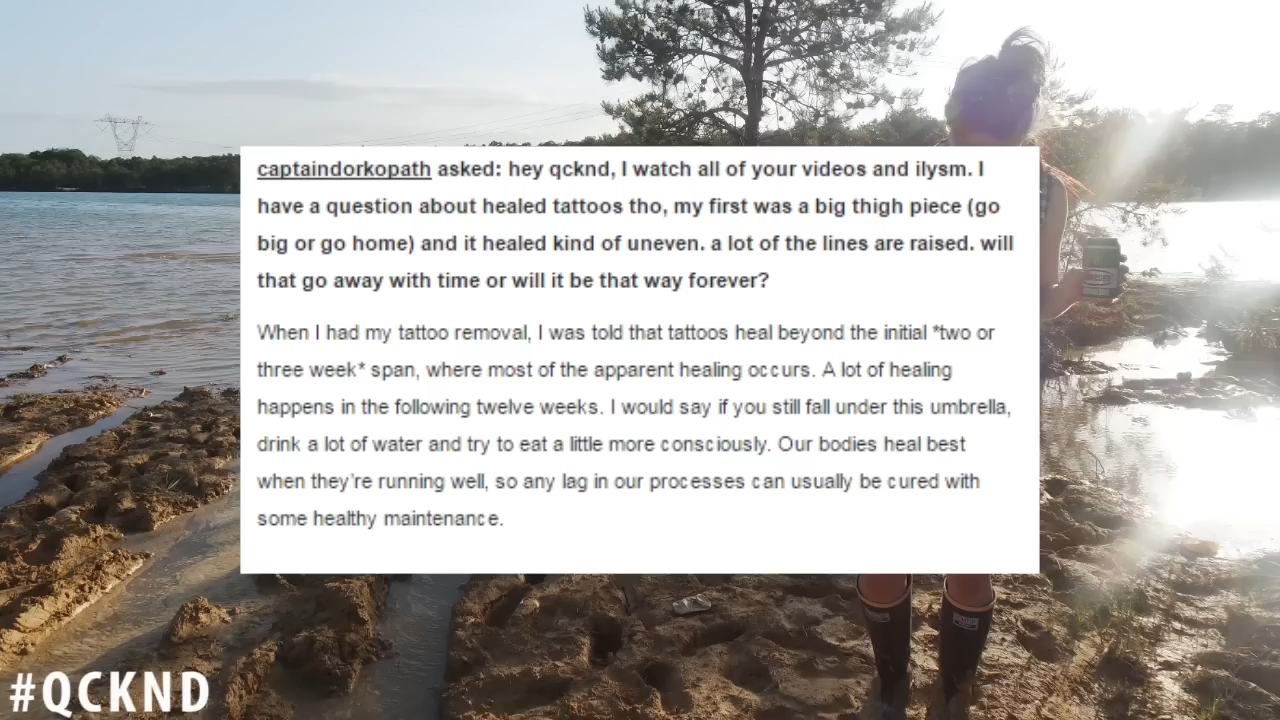 captaindorkopath asked: hey qcknd, I watch all of your videos and ilysm. I
have a question about healed tattoos tho, my first was a big thigh piece (go
big or go home) and it healed kind of uneven. a lot of the lines are raised. will
that go away with time or will it be that way forever?
When I had my tattoo removal, I was told that tattoos heal beyond the initial *two or
three week* span, where most of the apparent healing occurs. A lot of healing
happens in the following twelve weeks. I would say if you still fall under this umbrella,
drink a lot of water and try to eat a little more consciously. Our bodies heal best
when they're running well, so any lag in our processes can usually be cured with
some healthy maintenance.
#QCKND